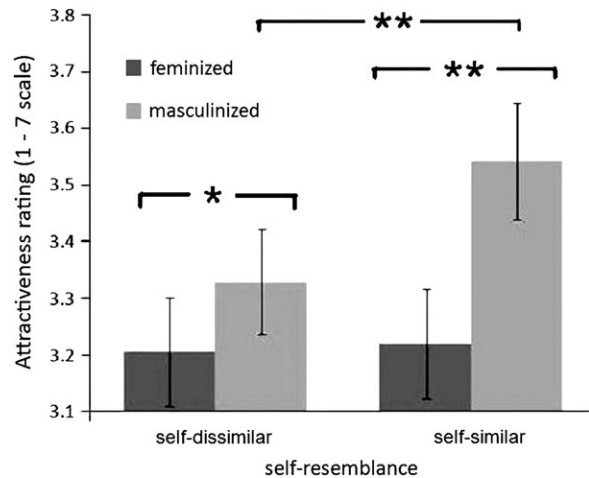 3.8
**
3.7
**
feminized
3.6
masculinized
3.5
*
3.4
3.3
3.2
3.1
Attractiveness rating (1 - 7 scale)
self-dissimilar self-similar
self-resemblance